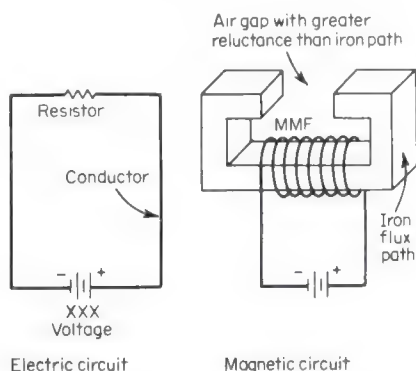 Air gap with greater
reluctance than iron path
Resistor
MMF
Conductor
Iron
flux
path
- +
- +
XXX
Voltage
Electric circuit
Magnetic circuit